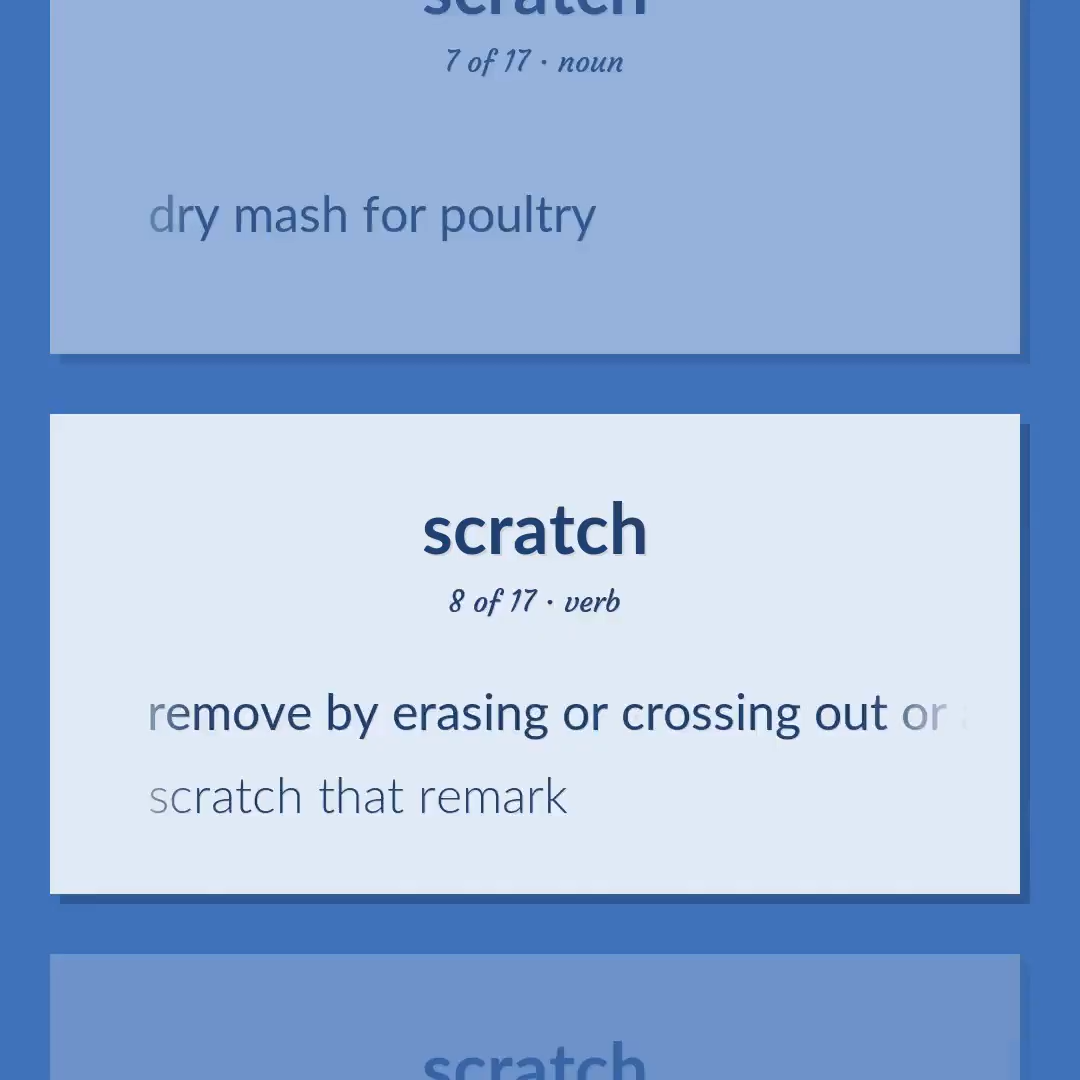 scratch
7 of 17 · noun
dry mash for poultry
scratch
8 of 17 · verb
remove by erasing or crossing out or
scratch that remark
scratch